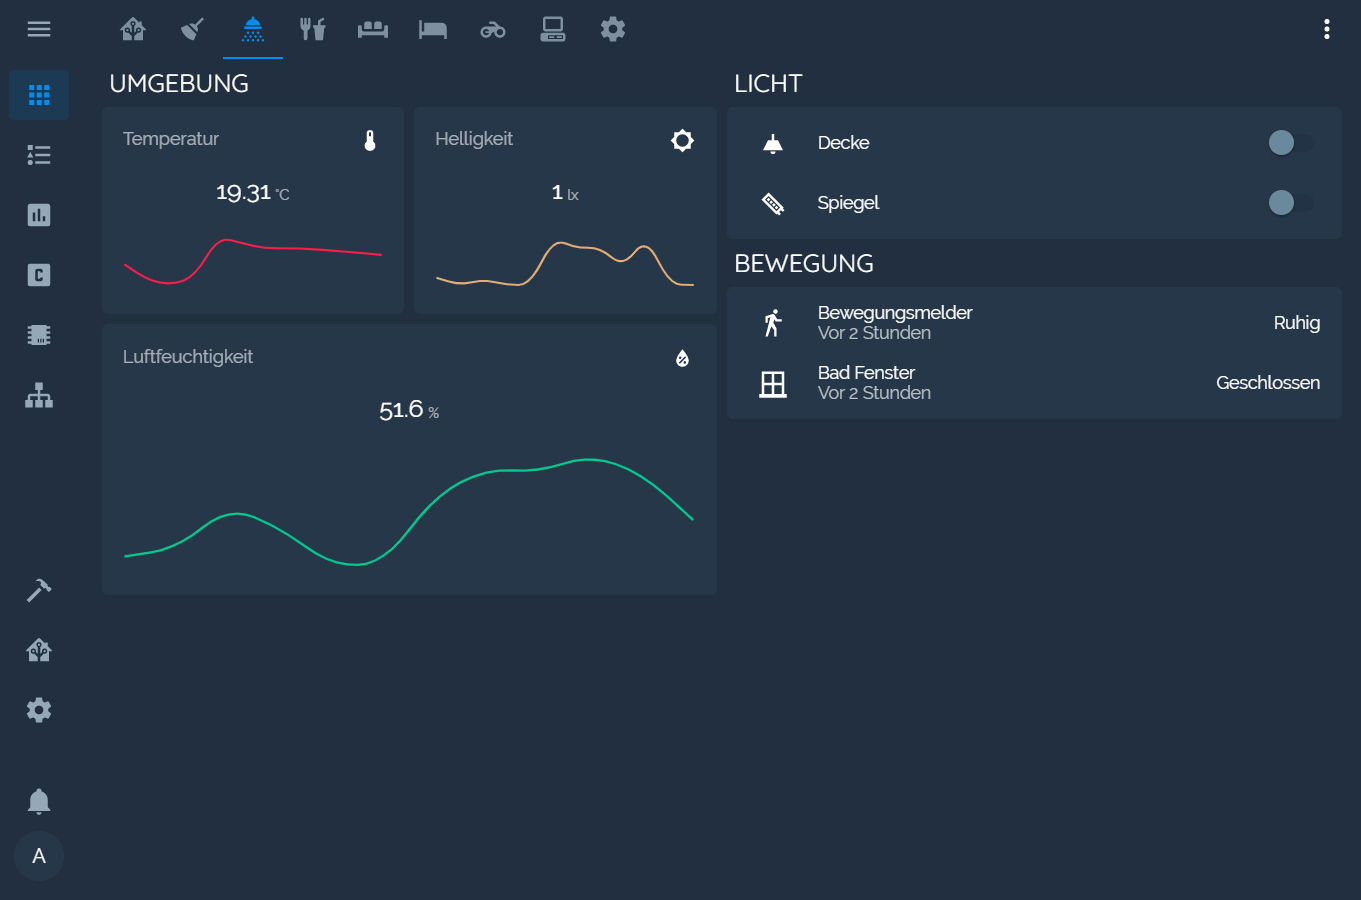 UMGEBUNG
Temperatur
19.31 °C
Helligkeit
1 lx
Luftfeuchtigkeit
51.6 %
LICHT
Decke
Spiegel
BEWEGUNG
Bewegungsmelder
Vor 2 Stunden
Ruhig
Bad Fenster
Vor 2 Stunden
Geschlossen
C
A